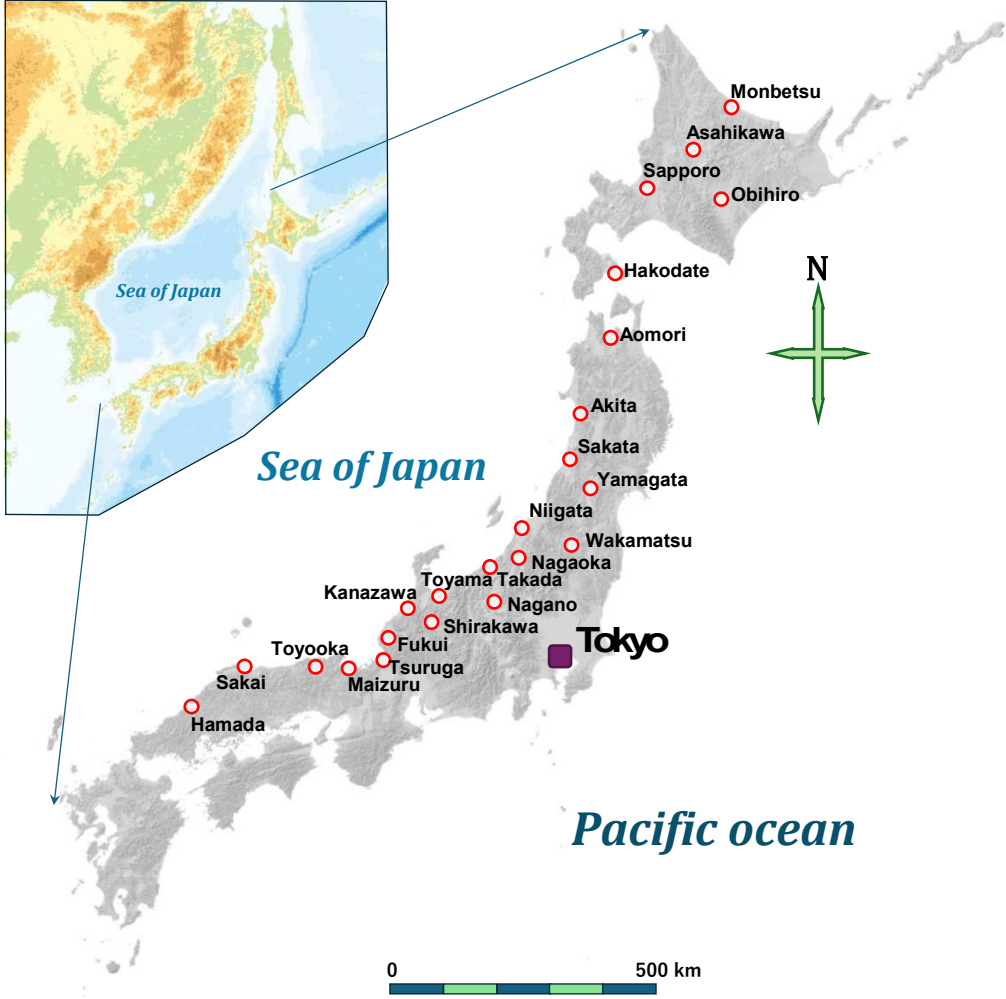 Monbetsu
Asahikawa
Sapporo
Obihiro
Hakodate
N
Sea of Japan
Aomori
Akita
Sea of Japan
Sakata
Yamagata
Niigata
Wakamatsu
Nagaoka
Toyama Takada
Kanazawa
Nagano
Shirakawa
Fukui
Tokyo
Toyooka
Tsuruga
Sakai
Maizuru
Hamada
Pacific ocean
0
500 km